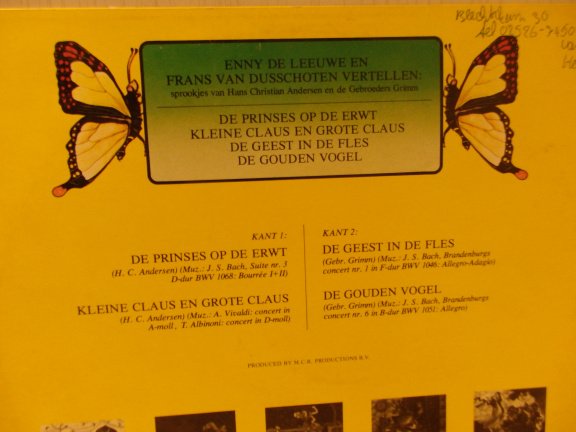 tel
ENNY DE LEEUWE EN
FRANS VAN DUSSCHOTEN VERTELLEN:
sprookjes van Hans Christian Andersen en de Gebroeders Grimm
DE PRINSES OP DE ERWT
KLEINE CLAUS EN GROTE CLAUS
DE GEEST IN DE FLES
DE GOUDEN VOGEL
KANT 1:
DE PRINSES OP DE ERWT
(H. C. Andersen) (Muz.: J. S. Bach, Suite nr. 3
D-dur BWV 1068: Bourrée I+II)
KLEINE CLAUS EN GROTE CLAUS
(H. C. Andersen) (Muz.: A. Vivaldi: concert in
A-moll, T. Albinoni: concert in D-moll)
KANT 2:
DE GEEST IN DE FLES
(Gebr. Grimm) (Muz.: J. S. Bach, Brandenburgs
concert nr. 1 in F-dur BWV 1046: Allegro-Adagio)
DE GOUDEN VOGEL
(Gebr. Grimm) (Muz.: J. S. Bach, Brandenburgs
concert nr. 6 in B-dur BWV 1051: Allegro)
PRODUCED BY M.C.R. PRODUCTIONS B.V.